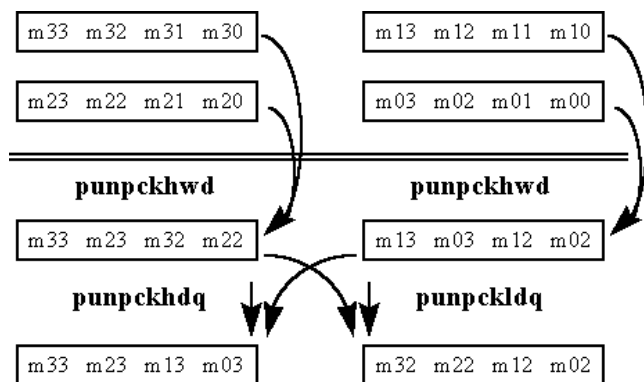 m33 m32 m31 m30 m13 m12 m11 m10
m23 m22 m21 m20 m03 m02 m01 m00
punpckhwd punpckhwd
m33 m23 m32 m22 m13 m03 m12 m02
punpckhdq punpckldq
m33 m23 m13 m03 m32 m22 m12 m02